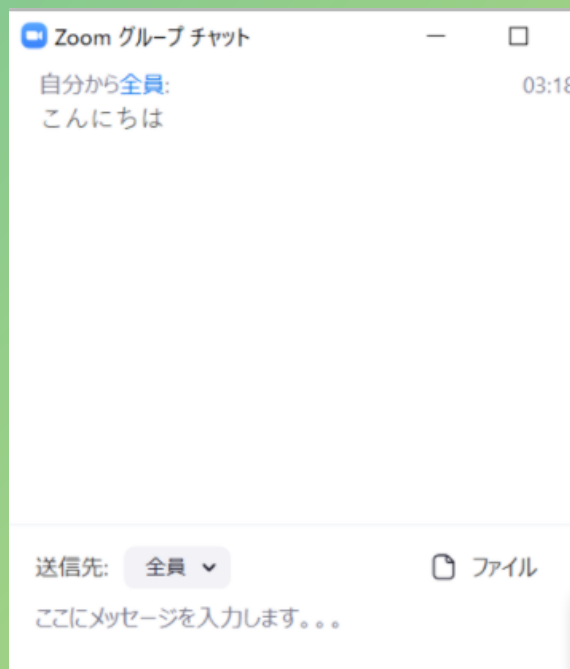 Zoom グループ チャット
自分から全員: 03:18
こんにちは
送信先: 全員 ファイル
ここにメッセージを入力します。。。